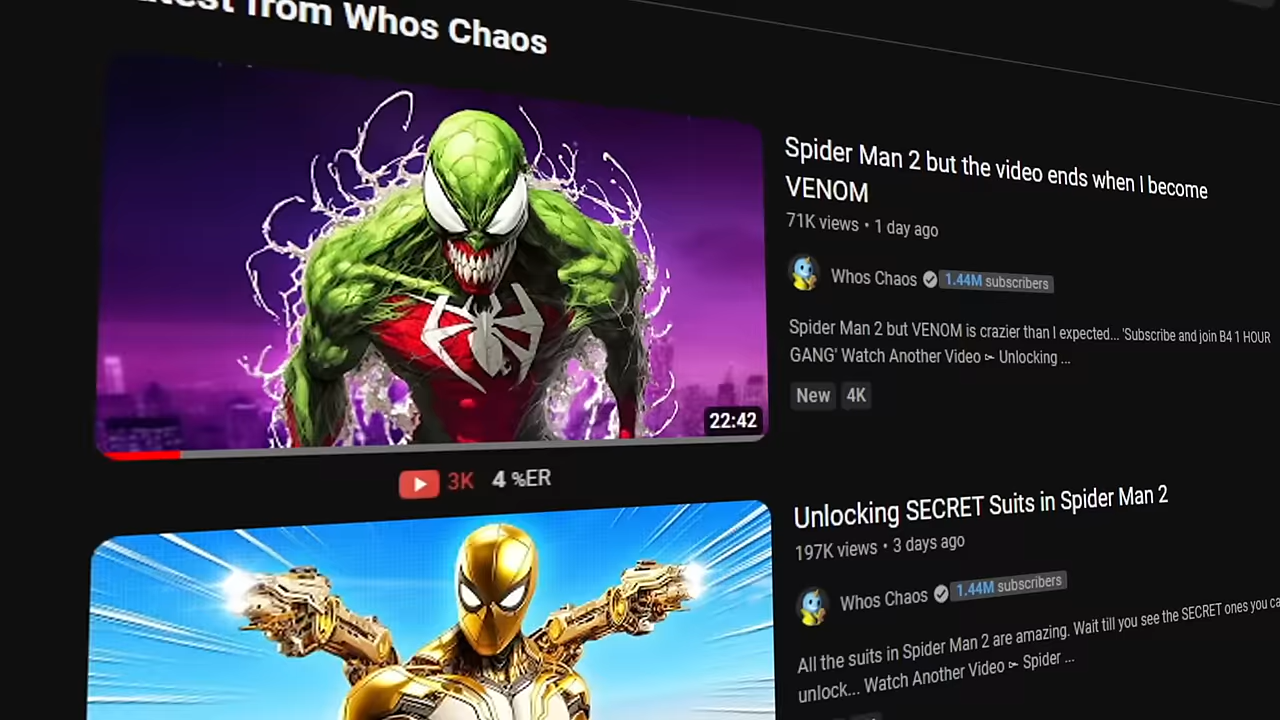 from Whos Chaos
Spider Man 2 but the video ends when I become
VENOM
71K views • 1 day ago
Whos Chaos 1.44M subscribers
Spider Man 2 but VENOM is crazier than I expected... 'Subscribe and join B4 1 HOUR
GANG' Watch Another Video ► Unlocking ...
New 4K
22:42
3K 4 %ER
Unlocking SECRET Suits in Spider Man 2
197K views • 3 days ago
Whos Chaos 1.44M subscribers
All the suits in Spider Man 2 are amazing. Wait till you see the SECRET ones you
unlock... Watch Another Video ► Spider ...